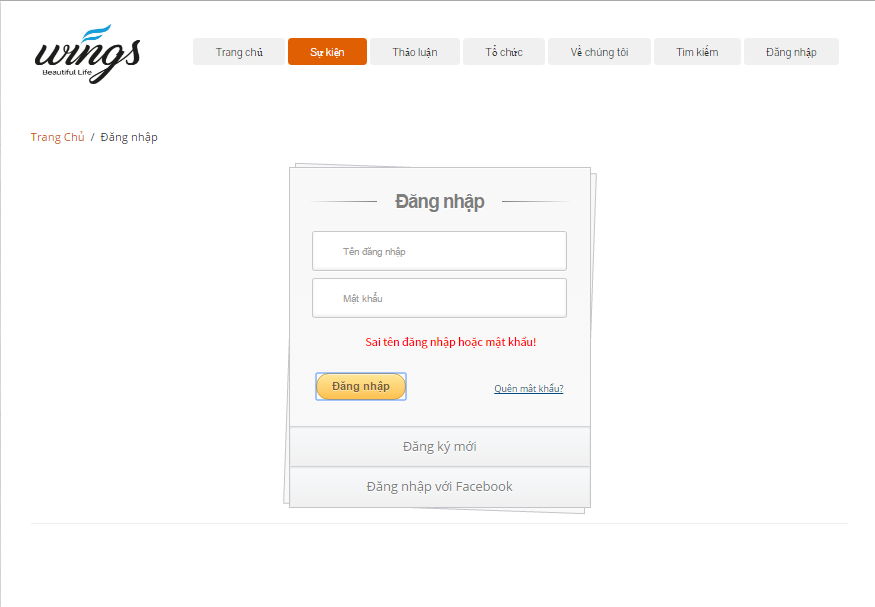 wings
Beautiful Life
Trang chủ Sự kiện Thảo luận Tổ chức Về chúng tôi Tìm kiếm Đăng nhập
Trang Chủ / Đăng nhập
Đăng nhập
Tên đăng nhập
Mật khẩu
Sai tên đăng nhập hoặc mật khẩu!
Đăng nhập Quên mật khẩu?
Đăng ký mới
Đăng nhập với Facebook